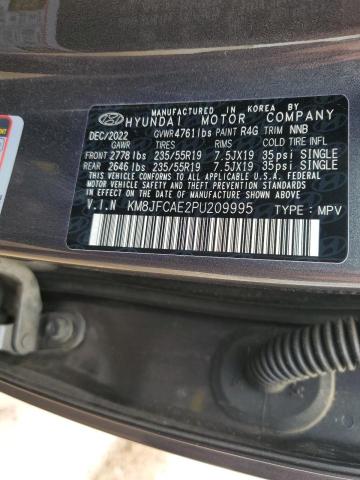 MANUFACTURED IN KOREA BY
HYUNDAI MOTOR COMPANY
DEC/2022 GVWR 4761lbs PAINT R4G TRIM NNB
GAWR TIRES RIMS COLD TIRE INFL
FRONT 2778lbs 235/55R19 7.5JX19 35psi SINGLE
REAR 2646lbs 235/55R19 7.5JX19 35psi SINGLE
THIS VEHICLE CONFORMS TO ALL APPLICABLE U.S.A. FEDERAL
MOTOR VEHICLE SAFETY AND THEFT PREVENTION STANDARDS
IN EFFECT ON THE DATE OF MANUFACTURE SHOWN ABOVE.
V.I.N KM8JFCAE2PU209995 TYPE: MPV